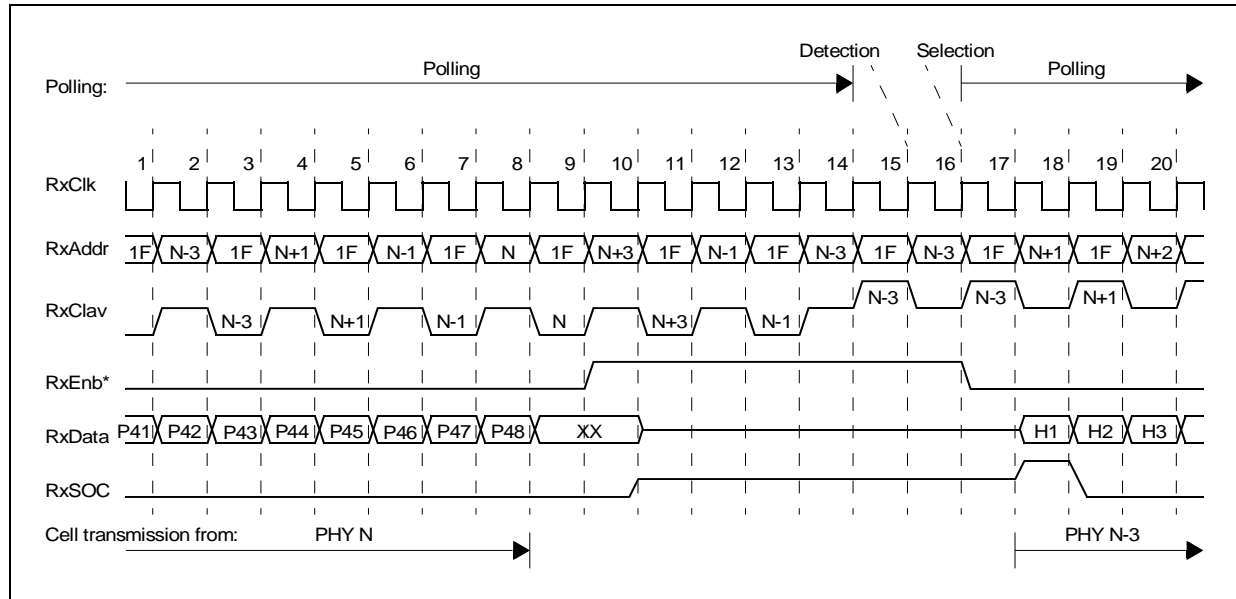 Detection Selection
Polling: Polling Polling
1 2 3 4 5 6 7 8 9 10 11 12 13 14 15 16 17 18 19 20
RxClk
RxAddr 1F N-3 1F N+1 1F N-1 1F N 1F N+3 1F N-1 1F N-3 1F N-3 1F N+1 1F N+2
RxClav N-3 N+1 N-1 N N+3 N-1 N-3 N-3 N+1
RxEnb*
RxData P41 P42 P43 P44 P45 P46 P47 P48 XX H1 H2 H3
RxSOC
Cell transmission from: PHY N PHY N-3